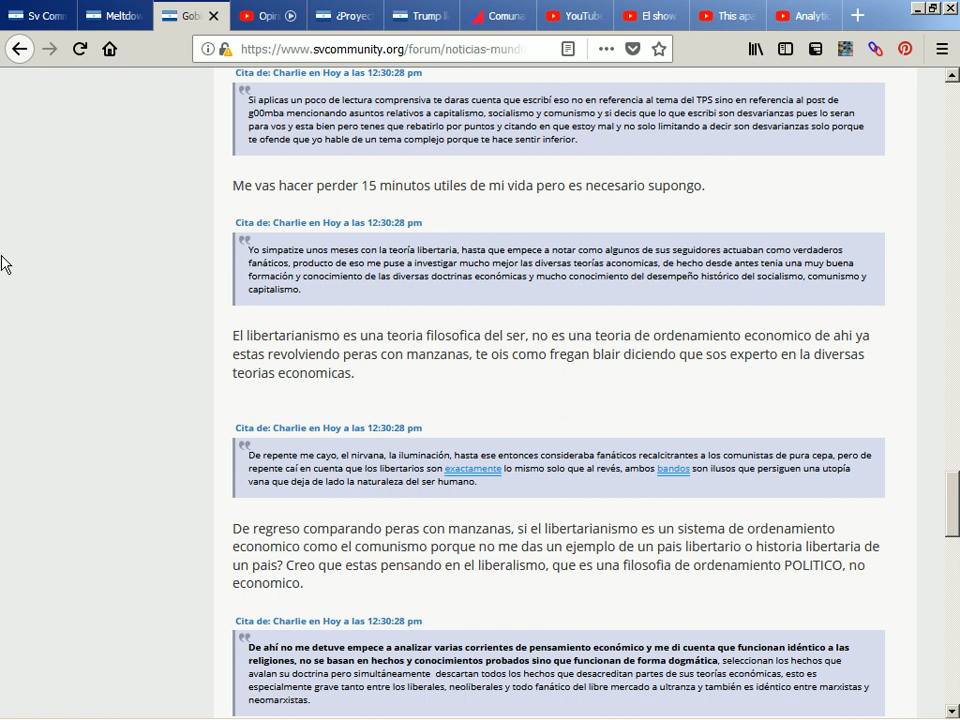 Sv Comm
Meltdow
Gobi
Opin
¿Proyec
Trump ll
Comuna
YouTub
El show
This apa
Analytic
https://www.svcommunity.org/forum/noticias-mund
Cita de: Charlie en Hoy a las 12:30:28 pm
Si aplicas un poco de lectura comprensiva te daras cuenta que escribí eso no en referencia al tema del TPS sino en referencia al post de
g00mba mencionando asuntos relativos a capitalismo, socialismo y comunismo y si decis que lo que escribi son desvarianzas pues lo seran
para vos y esta bien pero tenes que rebatirlo por puntos y citando en que estoy mal y no solo limitando a decir son desvarianzas solo porque
te ofende que yo hable de un tema complejo porque te hace sentir inferior.
Me vas hacer perder 15 minutos utiles de mi vida pero es necesario supongo.
Cita de: Charlie en Hoy a las 12:30:28 pm
Yo simpatize unos meses con la teoría libertaria, hasta que empece a notar como algunos de sus seguidores actuaban como verdaderos
fanáticos, producto de eso me puse a investigar mucho mejor las diversas teorías aconomicas, de hecho desde antes tenia una muy buena
formación y conocimiento de las diversas doctrinas económicas y mucho conocimiento del desempeño histórico del socialismo, comunismo y
capitalismo.
El libertarianismo es una teoria filosofica del ser, no es una teoria de ordenamiento economico de ahi ya
estas revolviendo peras con manzanas, te ois como fregan blair diciendo que sos experto en la diversas
teorias economicas.
Cita de: Charlie en Hoy a las 12:30:28 pm
De repente me cayo, el nirvana, la iluminación, hasta ese entonces consideraba fanáticos recalcitrantes a los comunistas de pura cepa, pero de
repente caí en cuenta que los libertarios son exactamente lo mismo solo que al revés, ambos bandos son ilusos que persiguen una utopía
vana que deja de lado la naturaleza del ser humano.
De regreso comparando peras con manzanas, si el libertarianismo es un sistema de ordenamiento
economico como el comunismo porque no me das un ejemplo de un pais libertario o historia libertaria de
un pais? Creo que estas pensando en el liberalismo, que es una filosofia de ordenamiento POLITICO, no
economico.
Cita de: Charlie en Hoy a las 12:30:28 pm
De ahí no me detuve empece a analizar varias corrientes de pensamiento económico y me di cuenta que funcionan idéntico a las
religiones, no se basan en hechos y conocimientos probados sino que funcionan de forma dogmática, seleccionan los hechos que
avalan su doctrina pero simultáneamente descartan todos los hechos que desacreditan partes de sus teorías económicas, esto es
especialmente grave tanto entre los liberales, neoliberales y todo fanático del libre mercado a ultranza y también es idéntico entre marxistas y
neomarxistas.